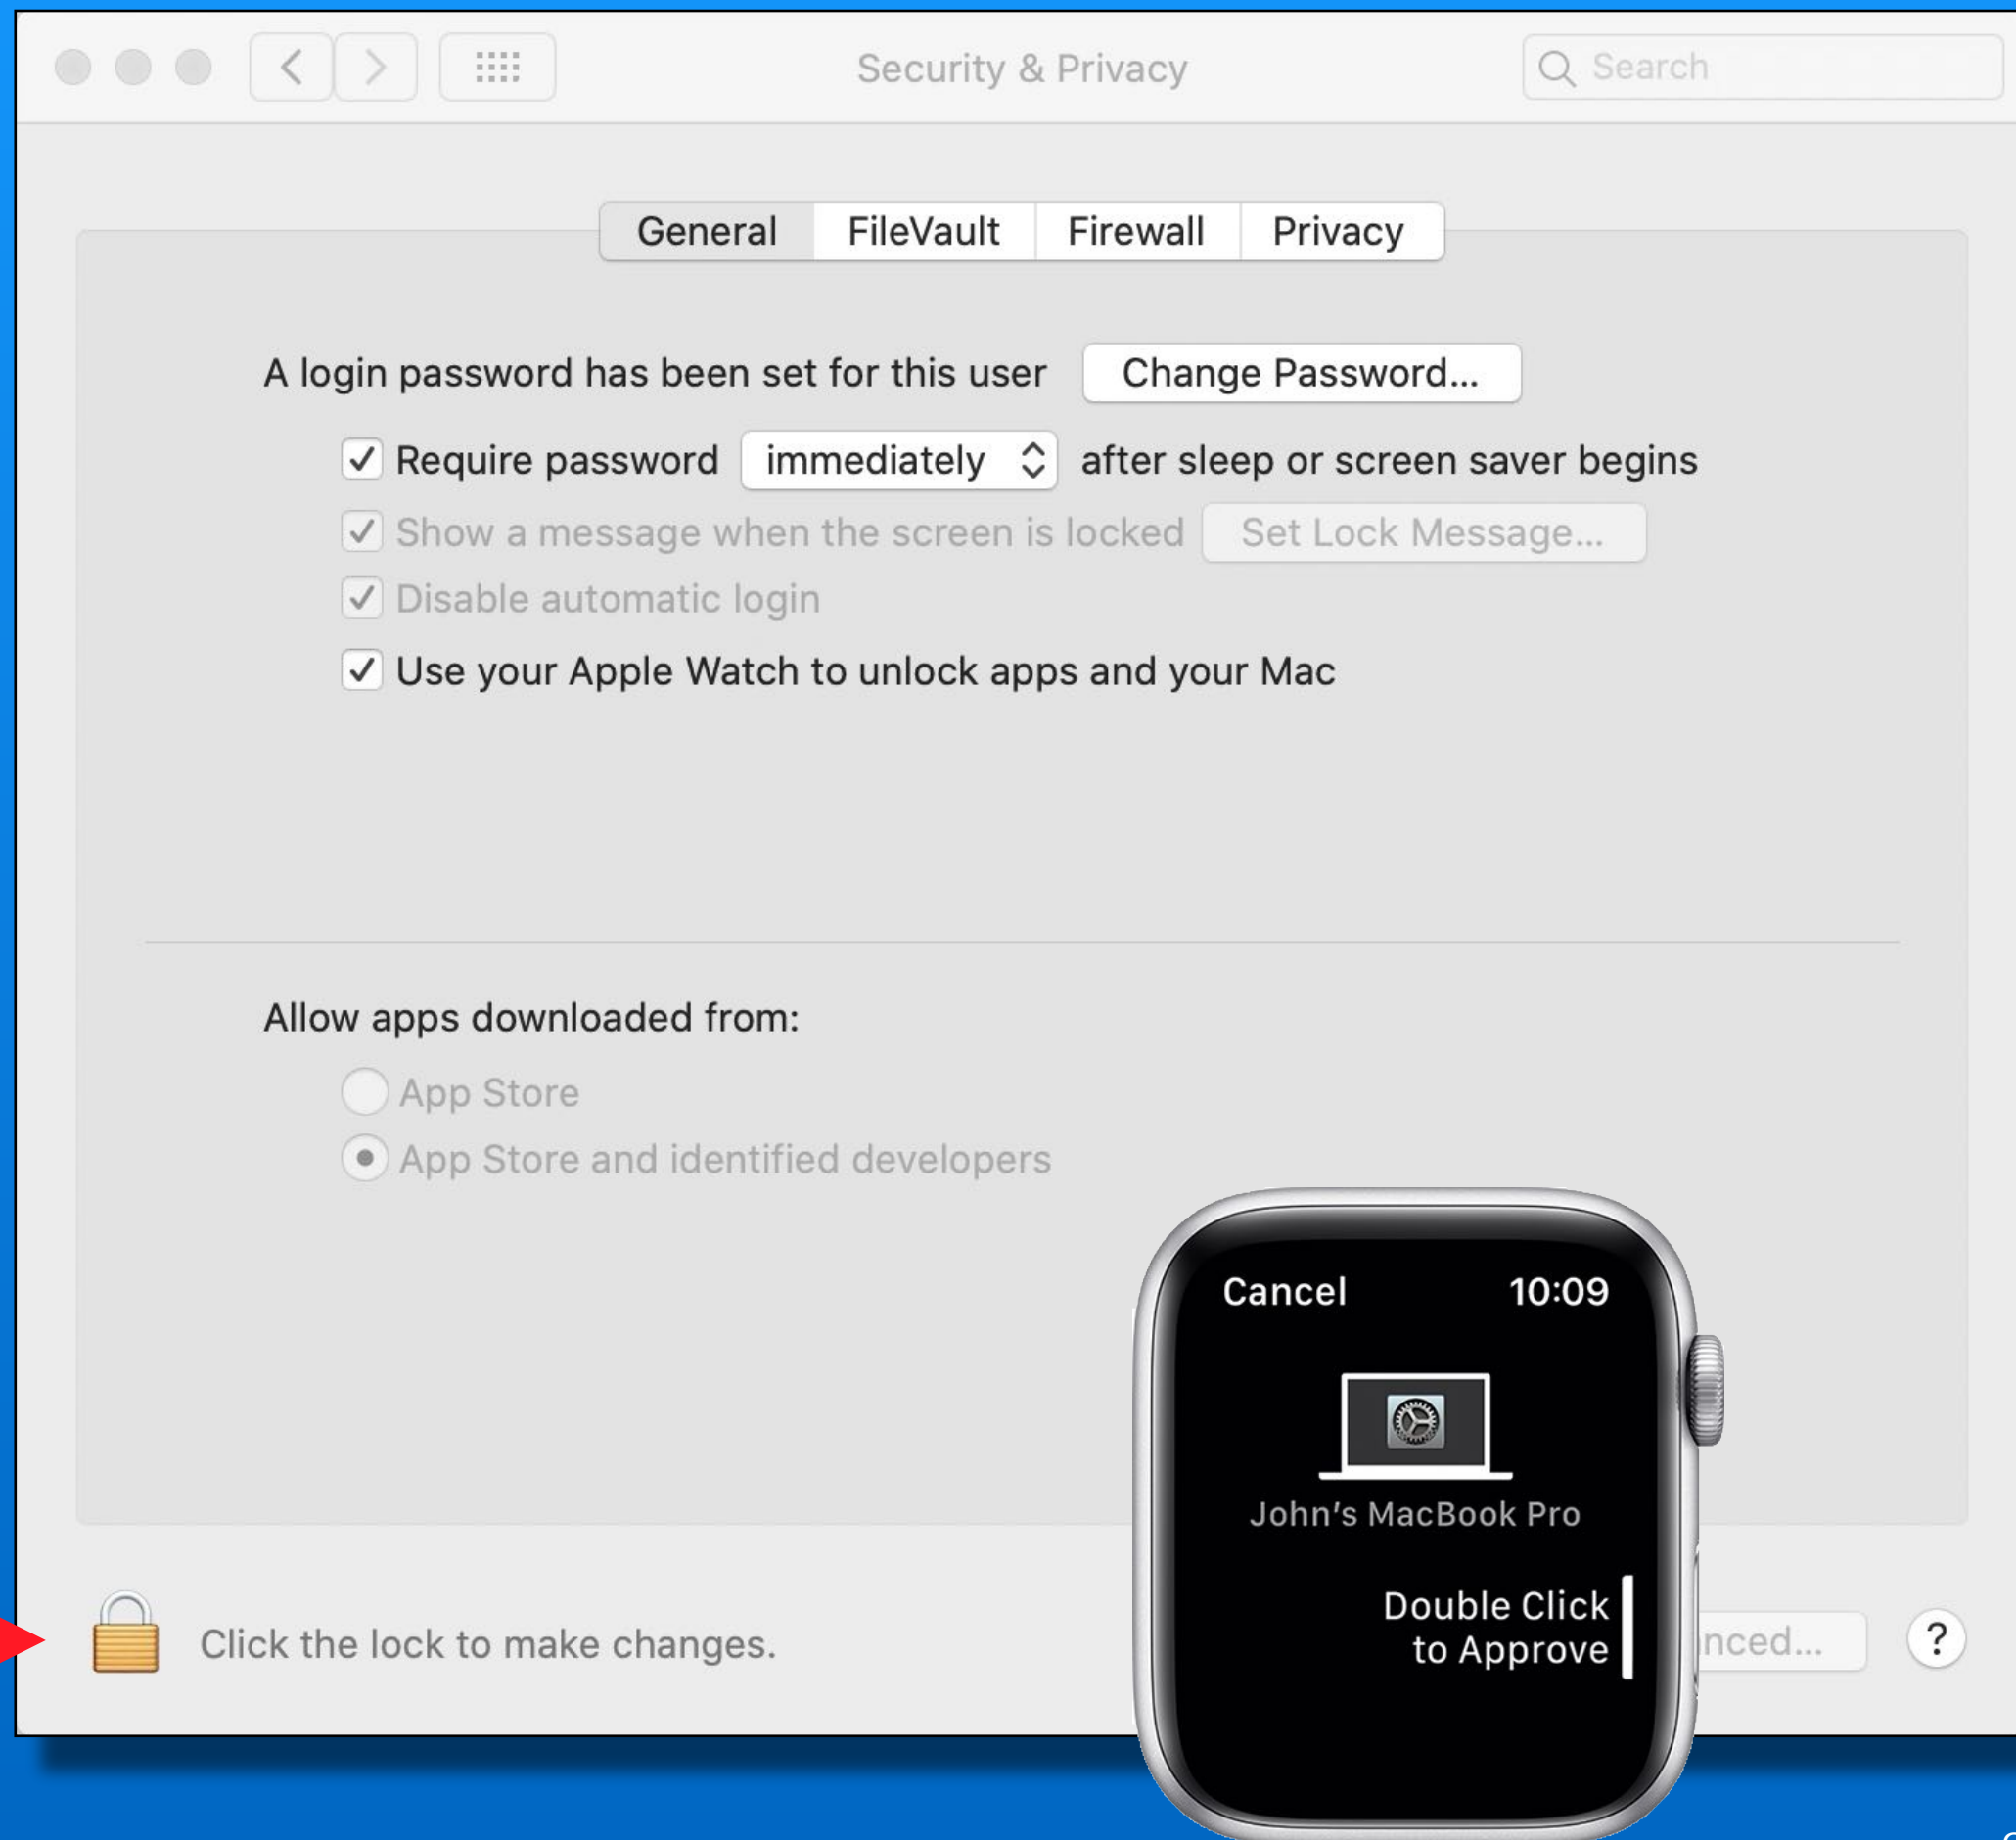 Security & Privacy
Search
General FileVault Firewall Privacy
A login password has been set for this user Change Password...
Require password immediately after sleep or screen saver begins
Show a message when the screen is locked Set Lock Message...
Disable automatic login
Use your Apple Watch to unlock apps and your Mac
Allow apps downloaded from:
App Store
App Store and identified developers
Cancel 10:09
John's MacBook Pro
Double Click
to Approve
Click the lock to make changes.
?